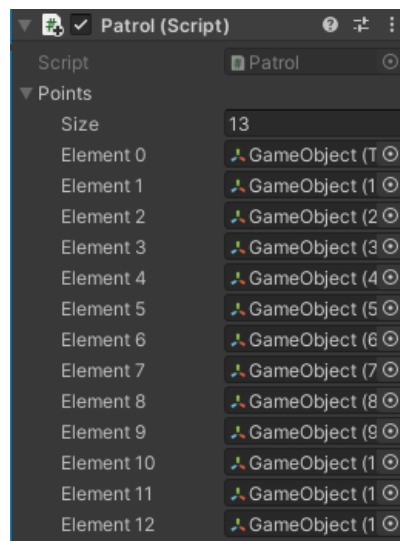 Patrol (Script)
Script Patrol
Points
Size 13
Element 0 GameObject (T
Element 1 GameObject (1
Element 2 GameObject (2
Element 3 GameObject (3
Element 4 GameObject (4
Element 5 GameObject (5
Element 6 GameObject (6
Element 7 GameObject (7
Element 8 GameObject (8
Element 9 GameObject (9
Element 10 GameObject (1
Element 11 GameObject (1
Element 12 GameObject (1